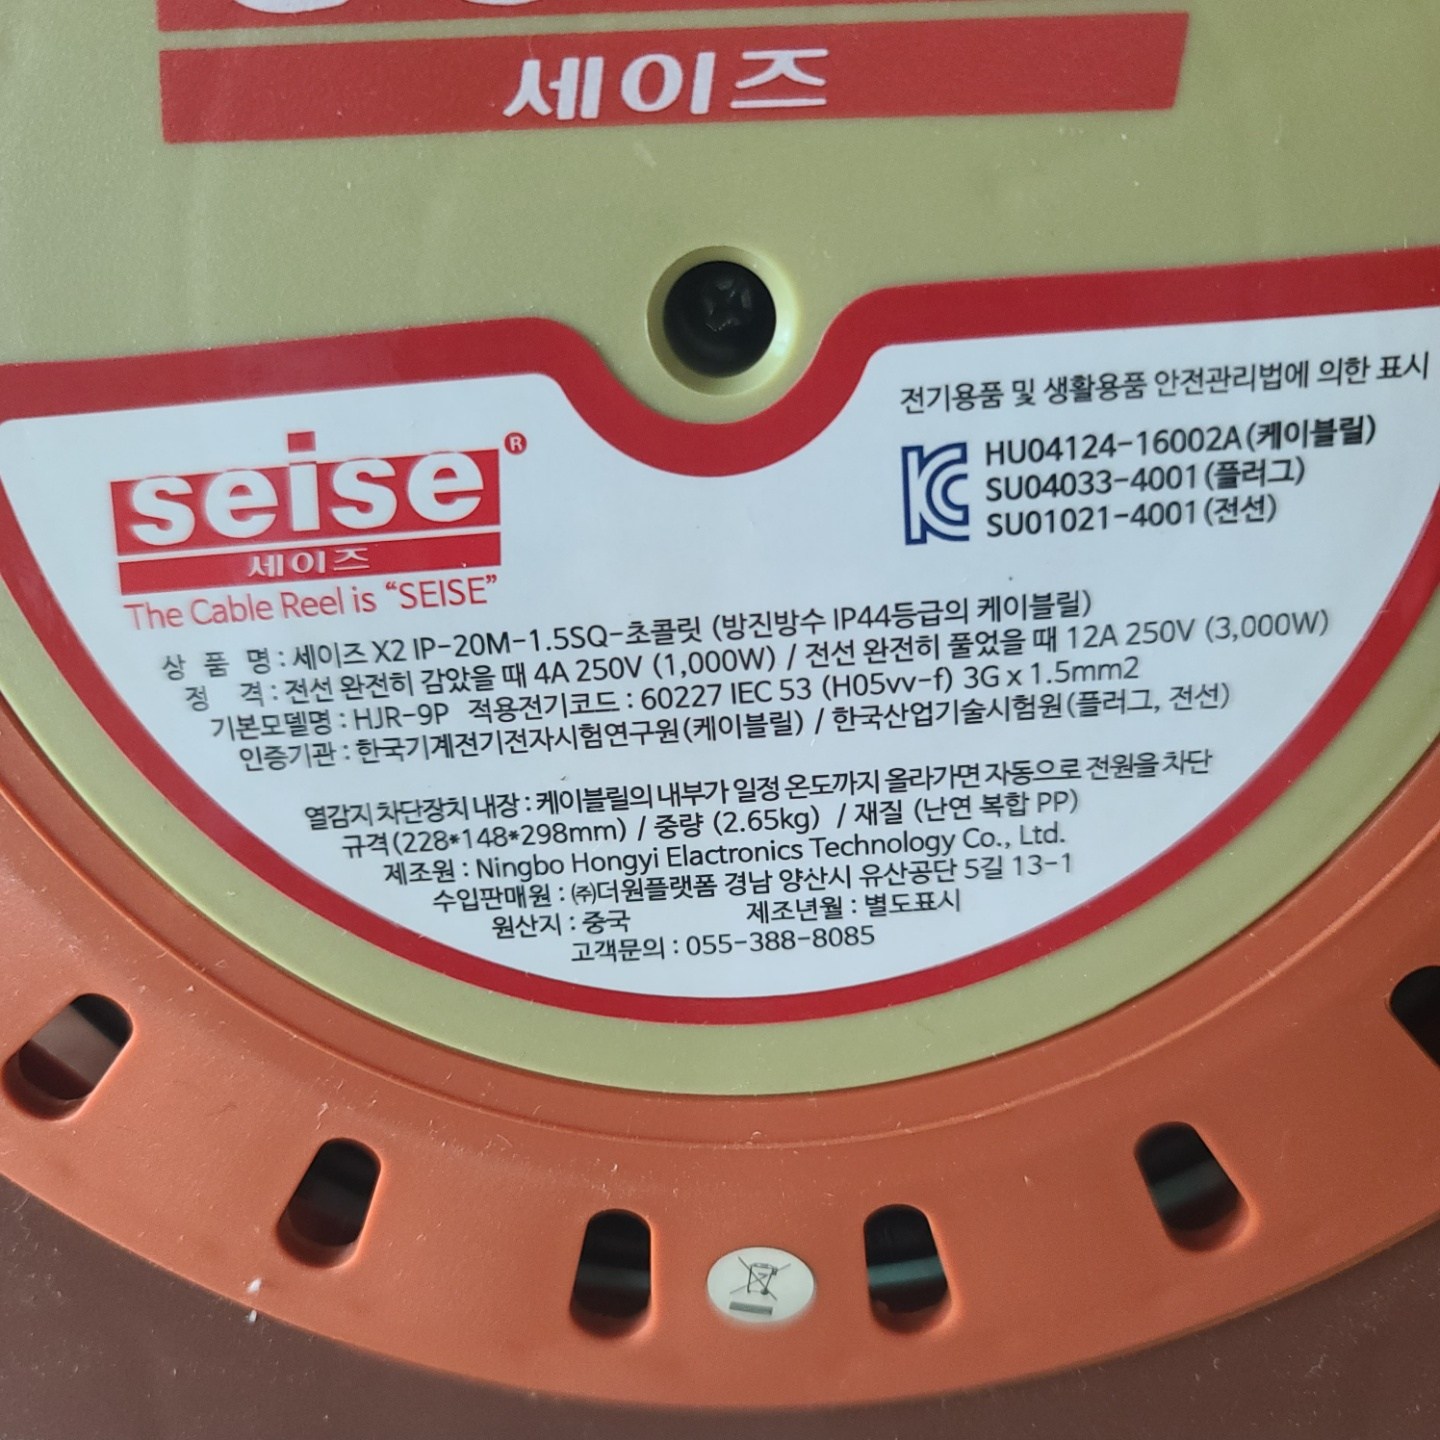 세이즈
전기용품 및 생활용품 안전관리법에 의한 표시
HU04124-16002A(케이블릴)
SU04033-4001(플러그)
SU01021-4001(전선)
seise®
세이즈
The Cable Reel is “SEISE”
상 품 명 : 세이즈 X2 IP-20M-1.5SQ-초콜릿 (방진방수 IP44등급의 케이블릴)
정 격 : 전선 완전히 감았을 때 4A 250V (1,000W) / 전선 완전히 풀었을 때 12A 250V (3,000W)
기본모델명 : HJR-9P 적용전기코드 : 60227 IEC 53 (H05vv-f) 3G x 1.5mm2
인증기관 : 한국기계전기전자시험연구원(케이블릴) / 한국산업기술시험원(플러그, 전선)
열감지 차단장치 내장 : 케이블릴의 내부가 일정 온도까지 올라가면 자동으로 전원을 차단
규격(228*148*298mm) / 중량 (2.65kg) / 재질 (난연 복합 PP)
제조원 : Ningbo Hongyi Elactronics Technology Co., Ltd.
수입판매원 : ㈜더원플랫폼 경남 양산시 유산공단 5길 13-1
원산지 : 중국 제조년월 : 별도표시
고객문의 : 055-388-8085